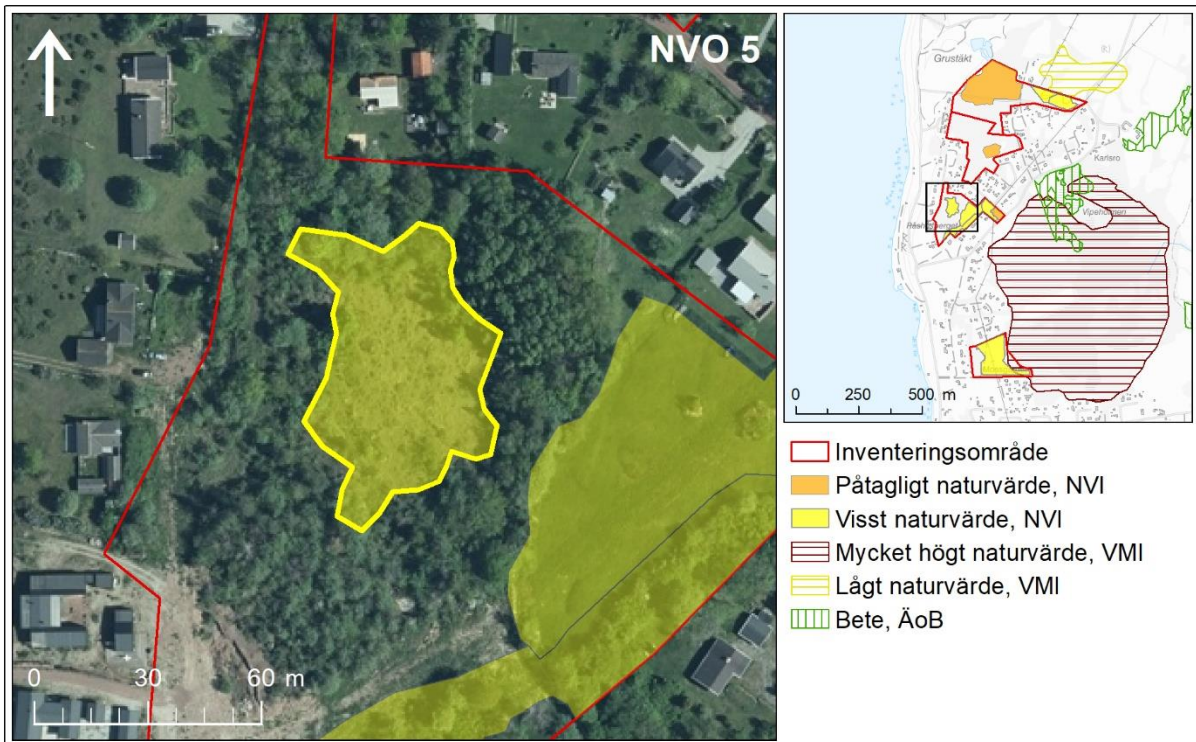 NVO 5
0 30 60 m
Grustäkt
Karlsro
Vipeholmen
0 250 500 m
Inventeringsområde
Påtagligt naturvärde, NVI
Visst naturvärde, NVI
Mycket högt naturvärde, VMI
Lågt naturvärde, VMI
Bete, ÄoB